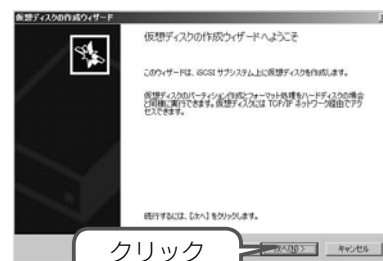 仮想ディスクの作成ウィザード
仮想ディスクの作成ウィザードへようこそ
このウィザードは、iSCSI サブシステム上に仮想ディスクを作成します。
仮想ディスクのパーティション作成とフォーマット処理をハードディスクの場合
と同様に実行できます。仮想ディスクには TCP/IP ネットワーク経由でアク
セスできます。
続行するには、[次へ] をクリックします。
クリック
次へ(N) >
キャンセル